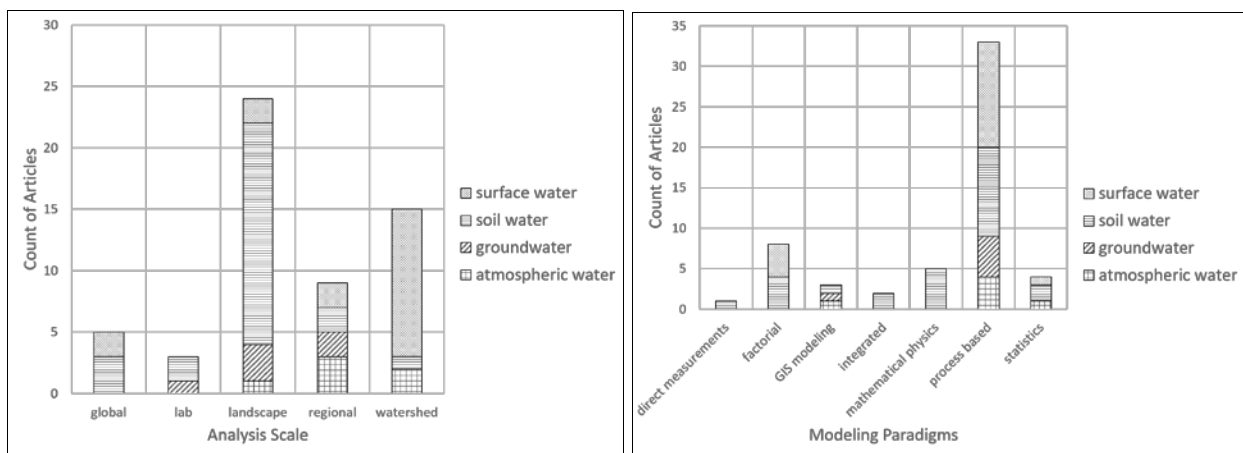 30
25
20
15
10
5
0
Count of Articles
global lab landscape regional watershed
Analysis Scale
surface water
soil water
groundwater
atmospheric water
35
30
25
20
15
10
5
0
Count of Articles
direct measurements
factorial
GIS modeling
integrated
mathematical physics
process based
statistics
Modeling Paradigms
surface water
soil water
groundwater
atmospheric water